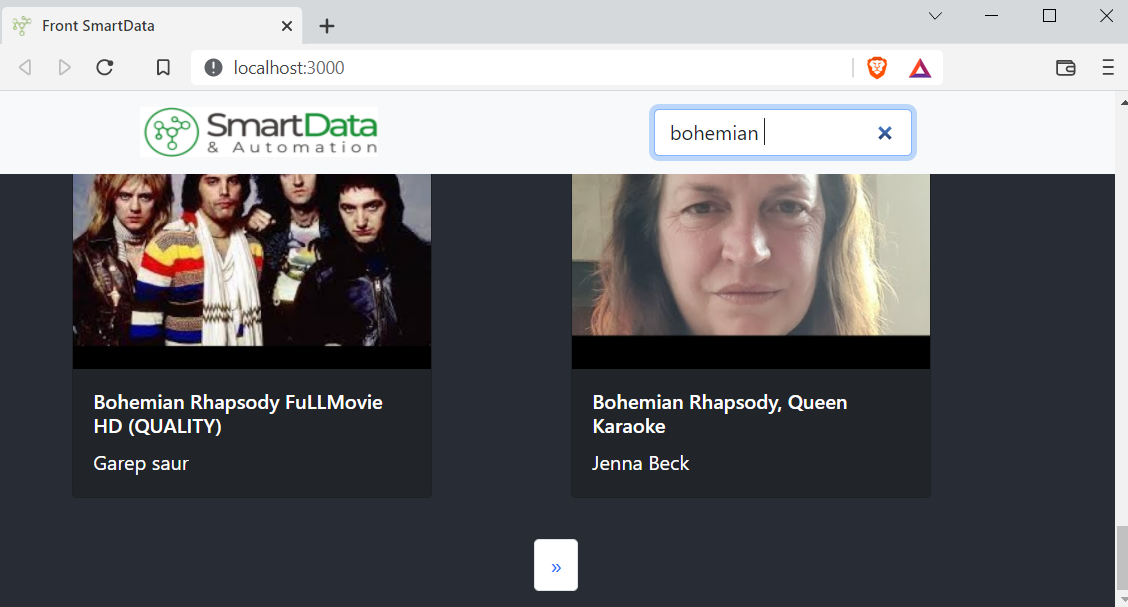 Front SmartData
localhost:3000
SmartData
& Automation
bohemian
Bohemian Rhapsody FuLLMovie
HD (QUALITY)
Garep saur
Bohemian Rhapsody, Queen
Karaoke
Jenna Beck
»